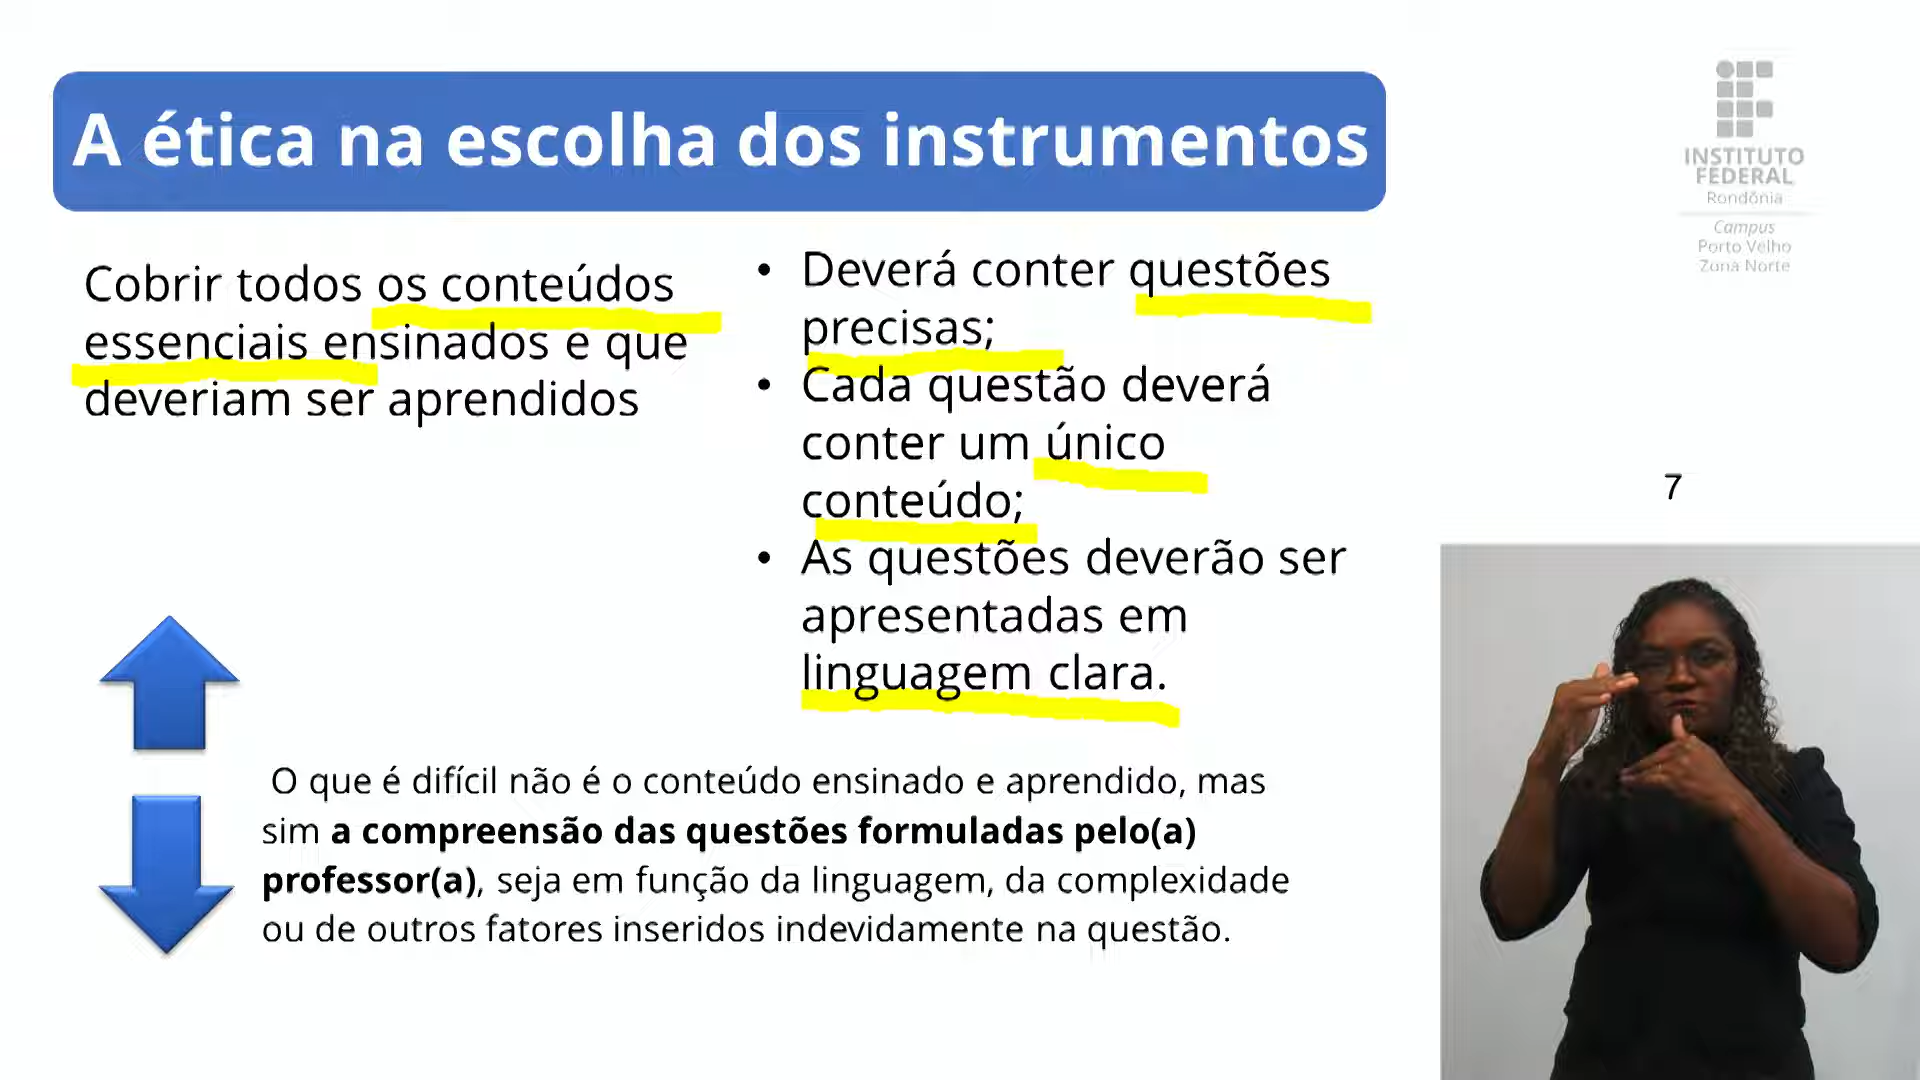 A ética na escolha dos instrumentos
INSTITUTO
FEDERAL
Rondônia
Campus
Porto Velho
Zona Norte
Cobrir todos os conteúdos
essenciais ensinados e que
deveriam ser aprendidos
• Deverá conter questões
precisas;
• Cada questão deverá
conter um único
conteúdo;
• As questões deverão ser
apresentadas em
linguagem clara.
7
O que é difícil não é o conteúdo ensinado e aprendido, mas
sim a compreensão das questões formuladas pelo(a)
professor(a), seja em função da linguagem, da complexidade
ou de outros fatores inseridos indevidamente na questão.